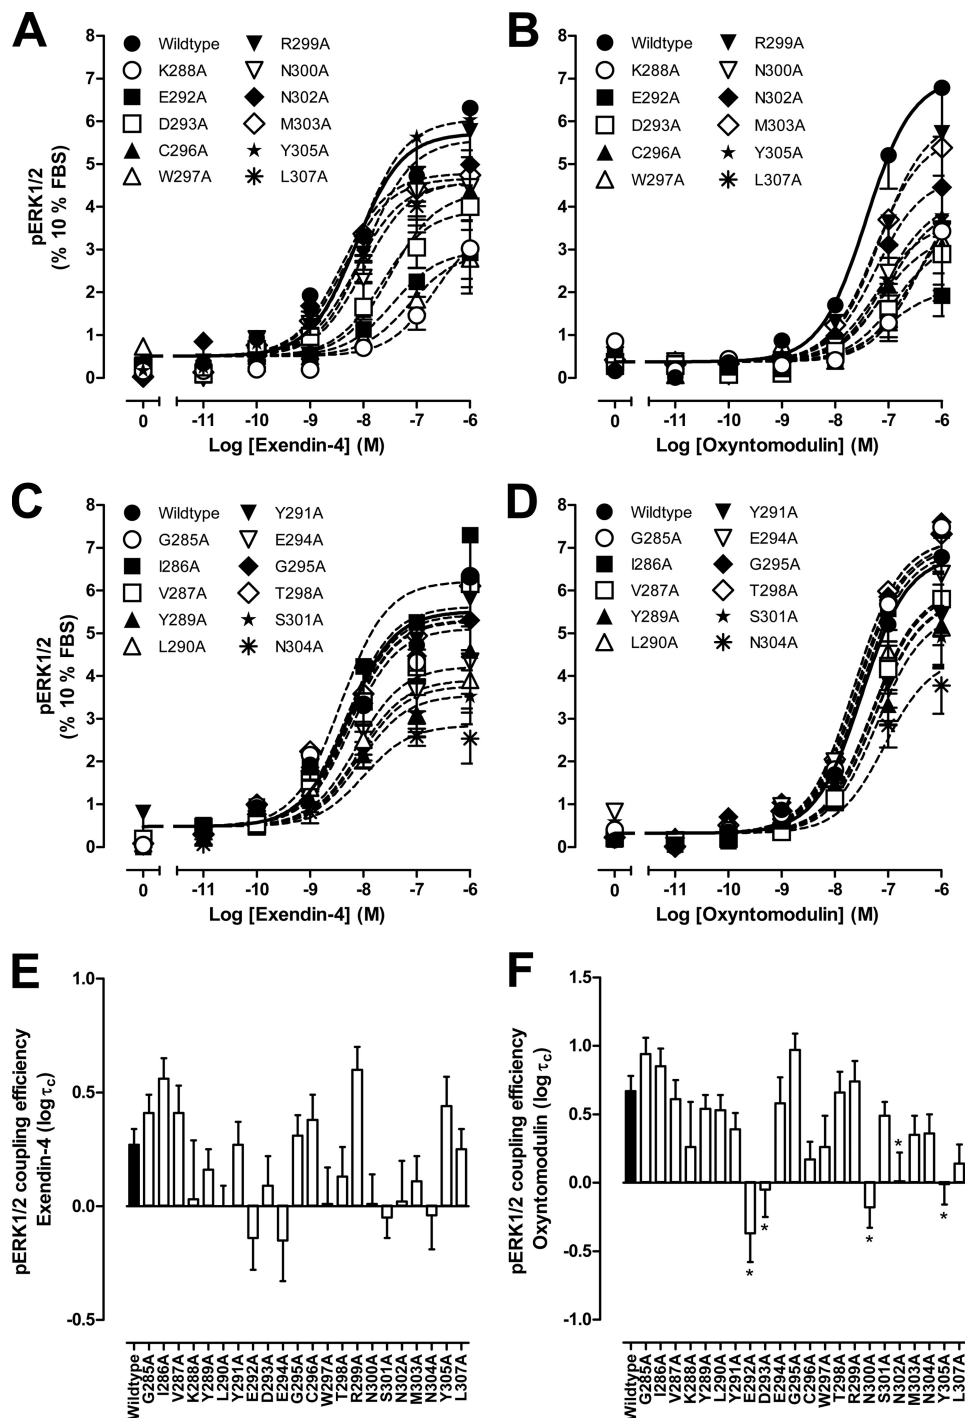 A
8
7
6
5
4
3
2
1
0
pERK1/2
(% 10 % FBS)
Wildtype
K288A
E292A
D293A
C296A
W297A
R299A
N300A
N302A
M303A
Y305A
L307A
0 -11 -10 -9 -8 -7 -6
Log [Exendin-4] (M)
B
8
7
6
5
4
3
2
1
0
Wildtype
K288A
E292A
D293A
C296A
W297A
R299A
N300A
N302A
M303A
Y305A
L307A
0 -11 -10 -9 -8 -7 -6
Log [Oxyntomodulin] (M)
C
8
7
6
5
4
3
2
1
0
pERK1/2
(% 10 % FBS)
Wildtype
G285A
I286A
V287A
Y289A
L290A
Y291A
E294A
G295A
T298A
S301A
N304A
0 -11 -10 -9 -8 -7 -6
Log [Exendin-4] (M)
D
8
7
6
5
4
3
2
1
0
Wildtype
G285A
I286A
V287A
Y289A
L290A
Y291A
E294A
G295A
T298A
S301A
N304A
0 -11 -10 -9 -8 -7 -6
Log [Oxyntomodulin] (M)
E
1.0
0.5
0.0
-0.5
pERK1/2 coupling efficiency
Exendin-4 (log τc)
Wildtype
G285A
I286A
V287A
K288A
Y289A
L290A
Y291A
E292A
D293A
E294A
G295A
C296A
W297A
T298A
R299A
N300A
S301A
N302A
M303A
N304A
Y305A
L307A
F
1.5
1.0
0.5
0.0
-0.5
-1.0
pERK1/2 coupling efficiency
Oxyntomodulin (log τc)
*
*
*
*
*
Wildtype
G285A
I286A
V287A
K288A
Y289A
L290A
Y291A
E292A
D293A
E294A
G295A
C296A
W297A
T298A
R299A
N300A
S301A
N302A
M303A
N304A
Y305A
L307A